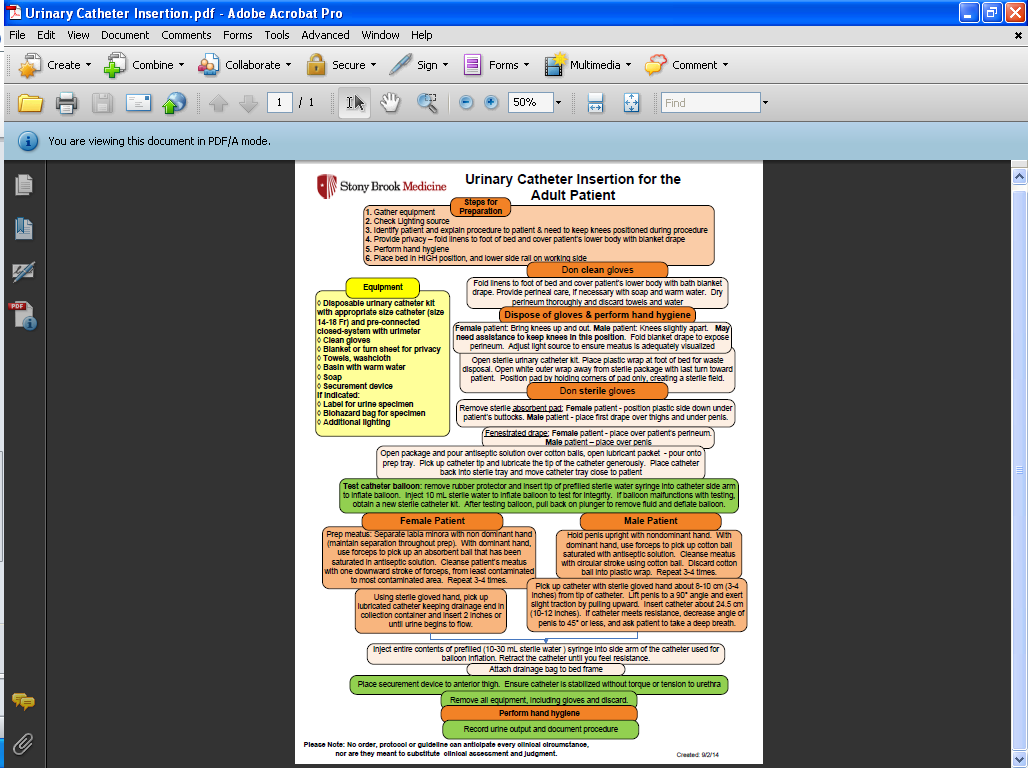 Urinary Catheter Insertion.pdf - Adobe Acrobat Pro
File Edit View Document Comments Forms Tools Advanced Window Help
Create Combine Collaborate Secure Sign Forms Multimedia Comment
1 / 1 50% Find
You are viewing this document in PDF/A mode.
Stony Brook Medicine
Urinary Catheter Insertion for the
Adult Patient
Steps for
Preparation
1. Gather equipment
2. Check Lighting source
3. Identify patient and explain procedure to patient & need to keep knees positioned during procedure
4. Provide privacy – fold linens to foot of bed and cover patient's lower body with blanket drape
5. Perform hand hygiene
6. Place bed in HIGH position, and lower side rail on working side
Don clean gloves
Fold linens to foot of bed and cover patient's lower body with bath blanket
drape. Provide perineal care, if necessary with soap and warm water. Dry
perineum thoroughly and discard towels and water
Equipment
◊ Disposable urinary catheter kit
with appropriate size catheter (size
14-18 Fr) and pre-connected
closed-system with urimeter
◊ Clean gloves
◊ Blanket or turn sheet for privacy
◊ Towels, washcloth
◊ Basin with warm water
◊ Soap
◊ Securement device
If indicated:
◊ Label for urine specimen
◊ Biohazard bag for specimen
◊ Additional lighting
Dispose of gloves & perform hand hygiene
Female patient: Bring knees up and out. Male patient: Knees slightly apart. May
need assistance to keep knees in this position. Fold blanket drape to expose
perineum. Adjust light source to ensure meatus is adequately visualized
Open sterile urinary catheter kit. Place plastic wrap at foot of bed for waste
disposal. Open white outer wrap away from sterile package with last turn toward
patient. Position pad by holding corners of pad only, creating a sterile field.
Don sterile gloves
Remove sterile absorbent pad: Female patient - position plastic side down under
patient's buttocks. Male patient - place first drape over thighs and under penis.
Fenestrated drape: Female patient - place over patient's perineum.
Male patient – place over penis
Open package and pour antiseptic solution over cotton balls, open lubricant packet - pour onto
prep tray. Pick up catheter tip and lubricate the tip of the catheter generously. Place catheter
back into sterile tray and move catheter tray close to patient
Test catheter balloon: remove rubber protector and insert tip of prefilled sterile water syringe into catheter side arm
to inflate balloon. Inject 10 mL sterile water to inflate balloon to test for integrity. If balloon malfunctions with testing,
obtain a new sterile catheter kit. After testing balloon, pull back on plunger to remove fluid and deflate balloon.
Female Patient
Prep meatus: Separate labia minora with non dominant hand
(maintain separation throughout prep). With dominant hand,
use forceps to pick up an absorbent ball that has been
saturated in antiseptic solution. Cleanse patient's meatus
with one downward stroke of forceps, from least contaminated
to most contaminated area. Repeat 3-4 times.
Using sterile gloved hand, pick up
lubricated catheter keeping drainage end in
collection container and insert 2 inches or
until urine begins to flow.
Male Patient
Hold penis upright with nondominant hand. With
dominant hand, use forceps to pick up cotton ball
saturated with antiseptic solution. Cleanse meatus
with circular stroke using cotton ball. Discard cotton
ball into plastic wrap. Repeat 3-4 times.
Pick up catheter with sterile gloved hand about 8-10 cm (3-4
inches) from tip of catheter. Lift penis to a 90° angle and exert
slight traction by pulling upward. Insert catheter about 24.5 cm
(10-12 inches). If catheter meets resistance, decrease angle of
penis to 45° or less, and ask patient to take a deep breath.
Inject entire contents of prefilled (10-30 mL sterile water ) syringe into side arm of the catheter used for
balloon inflation. Retract the catheter until you feel resistance.
Attach drainage bag to bed frame
Place securement device to anterior thigh. Ensure catheter is stabilized without torque or tension to urethra
Remove all equipment, including gloves and discard.
Perform hand hygiene
Record urine output and document procedure
Please Note: No order, protocol or guideline can anticipate every clinical circumstance,
nor are they meant to substitute clinical assessment and judgment.
Created: 9/2/14